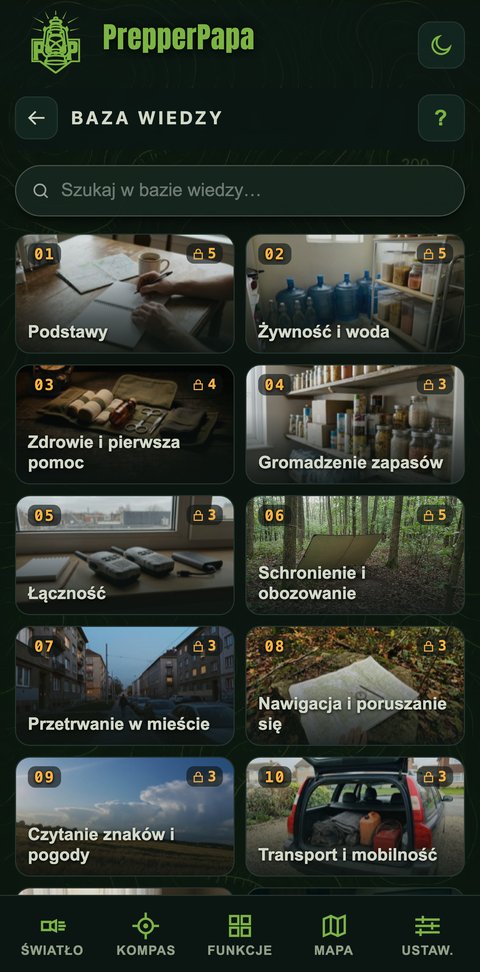 PrepperPapa
BAZA WIEDZY
?
Szukaj w bazie wiedzy...
01
5
Podstawy
02
5
Żywność i woda
03
4
Zdrowie i pierwsza
pomoc
04
3
Gromadzenie zapasów
05
3
Łączność
06
5
Schronienie i
obozowanie
07
3
Przetrwanie w mieście
08
3
Nawigacja i poruszanie
się
09
3
Czytanie znaków i
pogody
10
3
Transport i mobilność
ŚWIATŁO
KOMPAS
FUNKCJE
MAPA
USTAW.